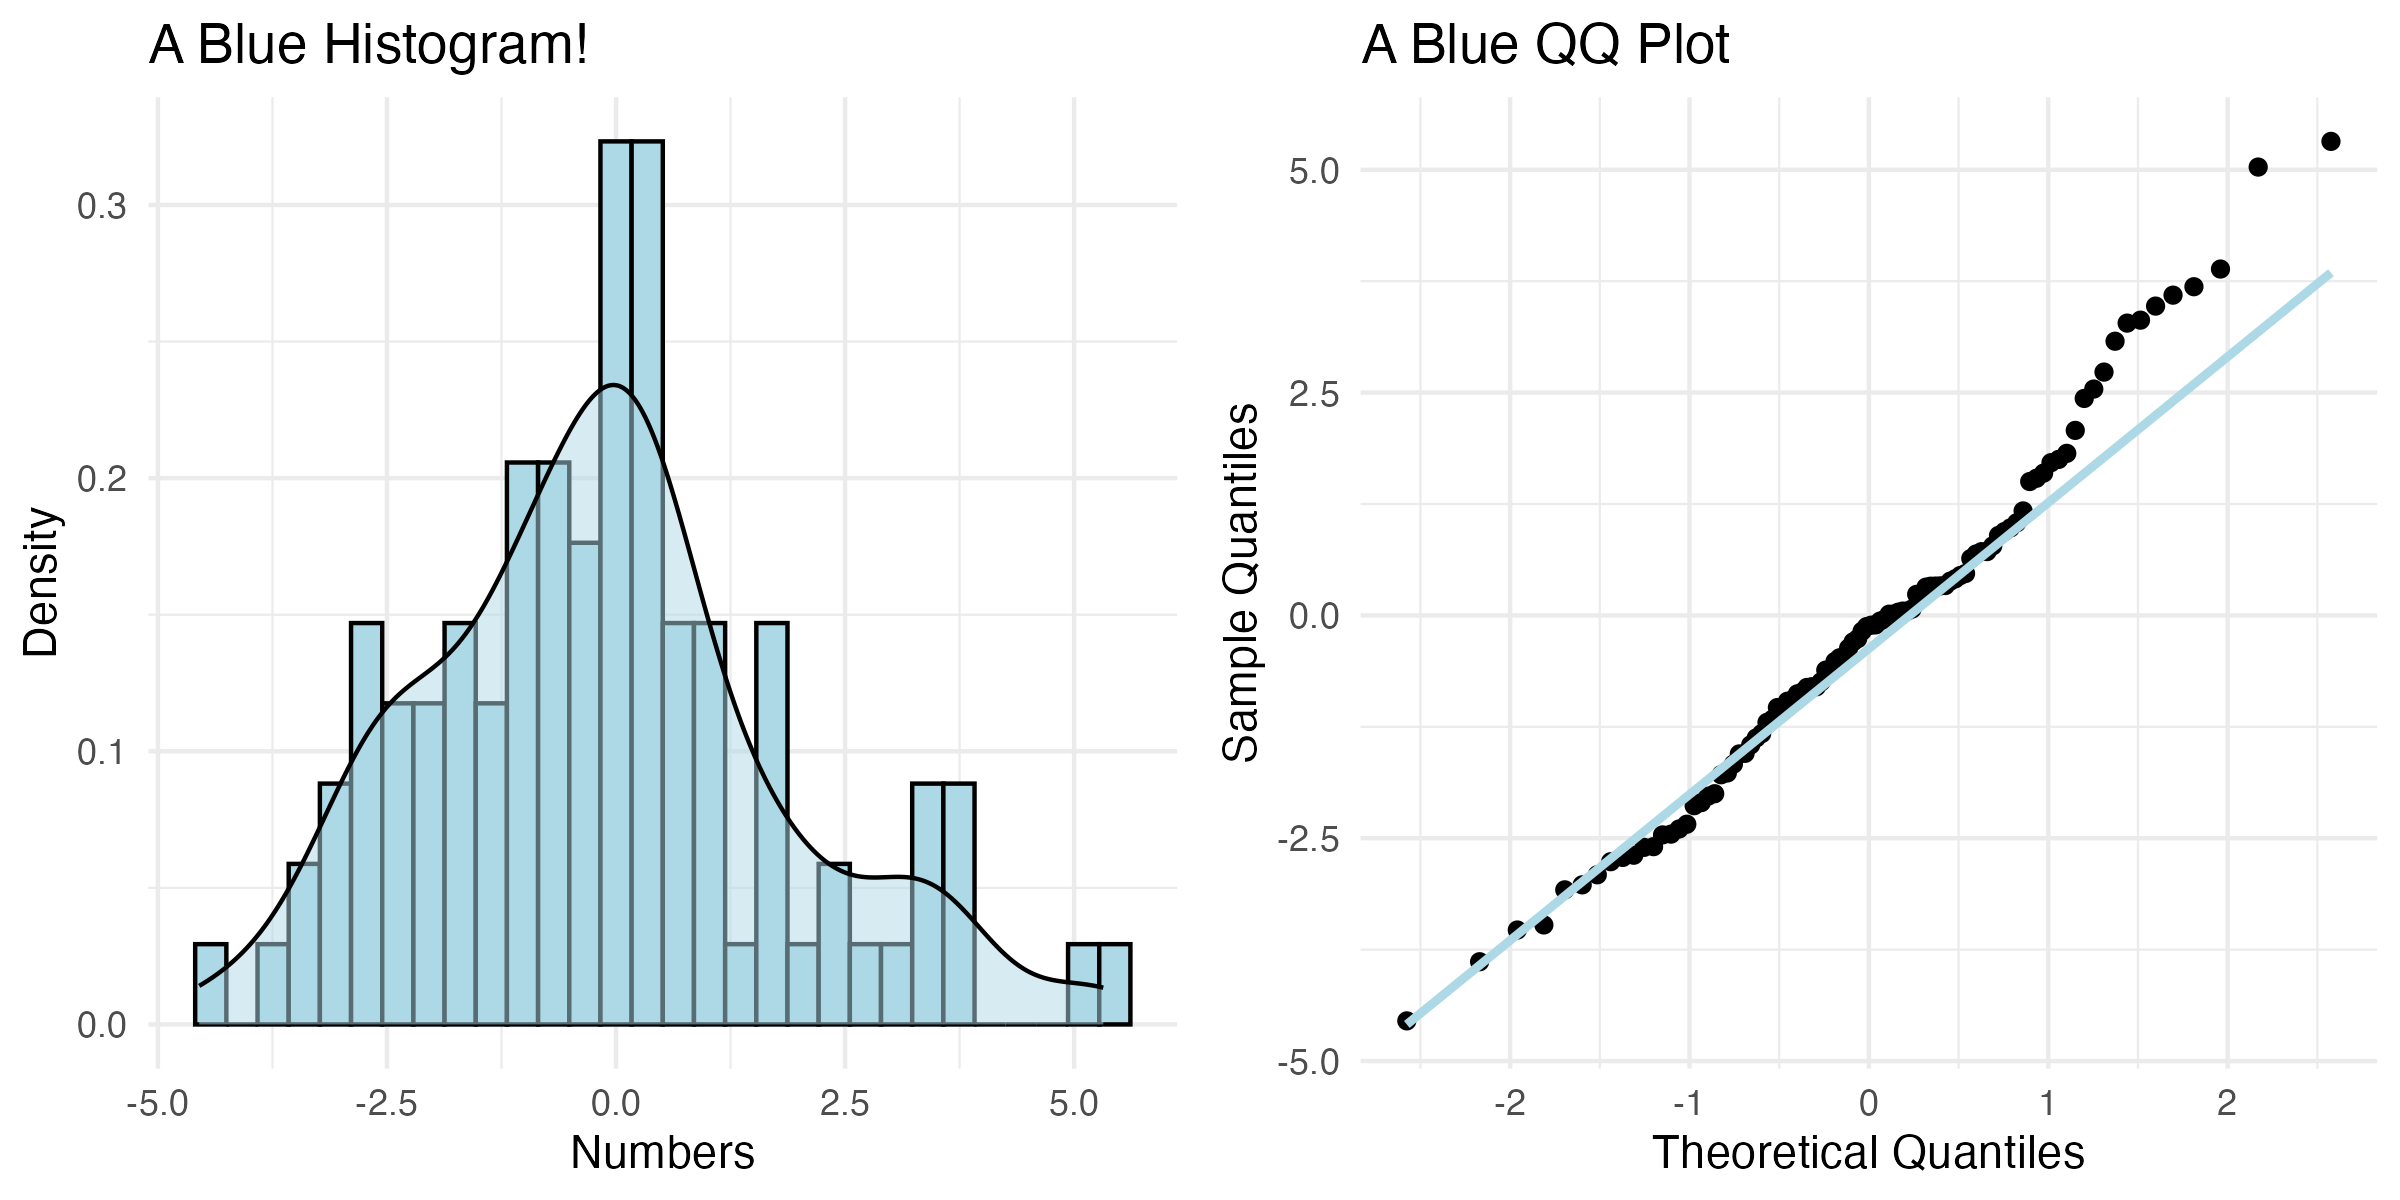 A Blue Histogram!
0.3
0.2
0.1
0.0
Density
-5.0 -2.5 0.0 2.5 5.0
Numbers
A Blue QQ Plot
5.0
2.5
0.0
-2.5
-5.0
Sample Quantiles
-2 -1 0 1 2
Theoretical Quantiles